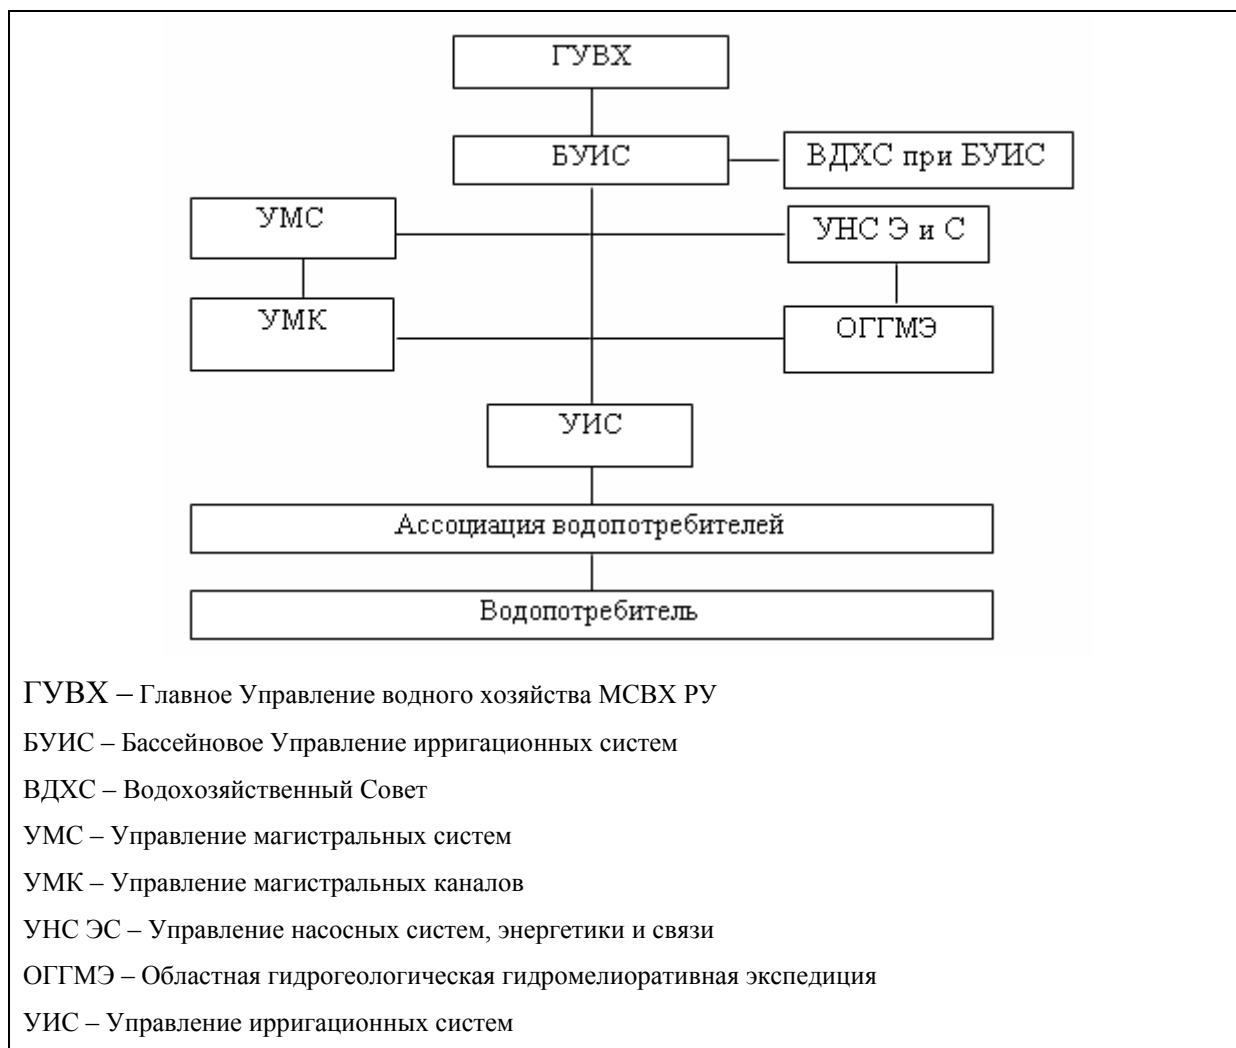 ГУВХ
БУИС
ВДХС при БУИС
УМС
УНС Э и С
УМК
ОГГМЭ
УИС
Ассоциация водопотребителей
Водопотребитель
ГУВХ – Главное Управление водного хозяйства МСВХ РУ
БУИС – Бассейновое Управление ирригационных систем
ВДХС – Водохозяйственный Совет
УМС – Управление магистральных систем
УМК – Управление магистральных каналов
УНС ЭС – Управление насосных систем, энергетики и связи
ОГГМЭ – Областная гидрогеологическая гидромелиоративная экспедиция
УИС – Управление ирригационных систем